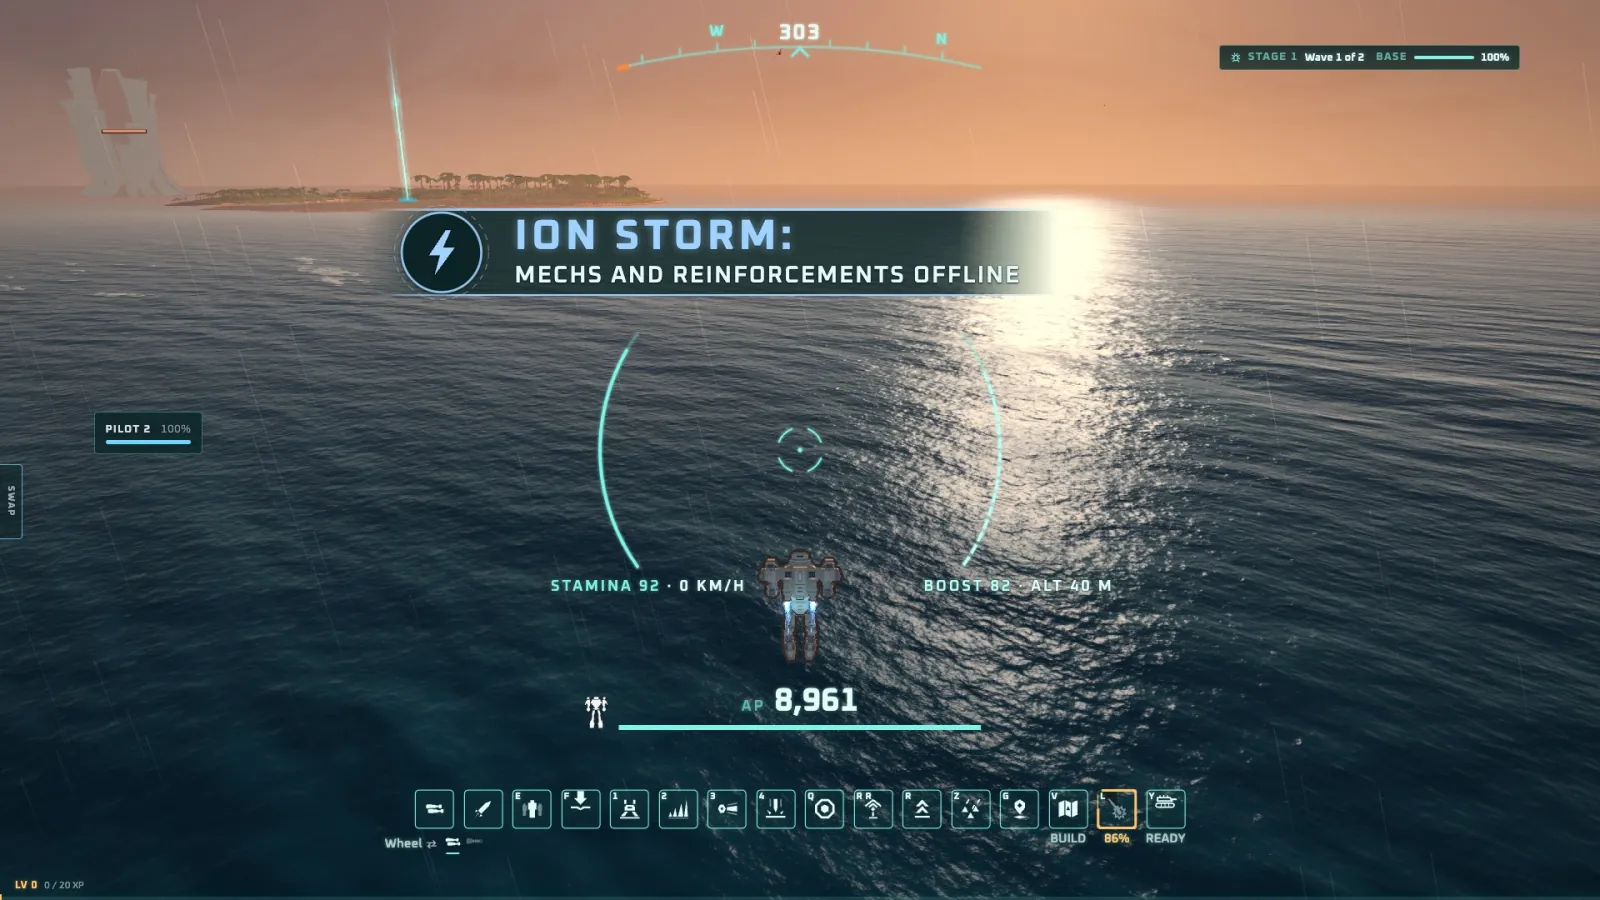 W 303 N
STAGE 1 Wave 1 of 2 BASE 100%
ION STORM:
MECHS AND REINFORCEMENTS OFFLINE
PILOT 2 100%
SWAP
STAMINA 92 · 0 KM/H
BOOST 82 · ALT 40 M
AP 8,961
E F 1 2 3 4 Q R R R Z G V L Y
BUILD 86% READY
Wheel ⇄
LV 0 0 / 20 XP